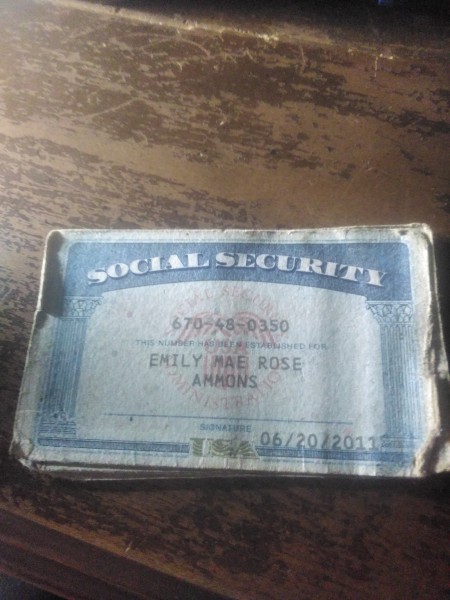 SOCIAL SECURITY
670-48-0350
THIS NUMBER HAS BEEN ESTABLISHED FOR
EMILY MAE ROSE
AMMONS
SIGNATURE
USA 06/20/2011